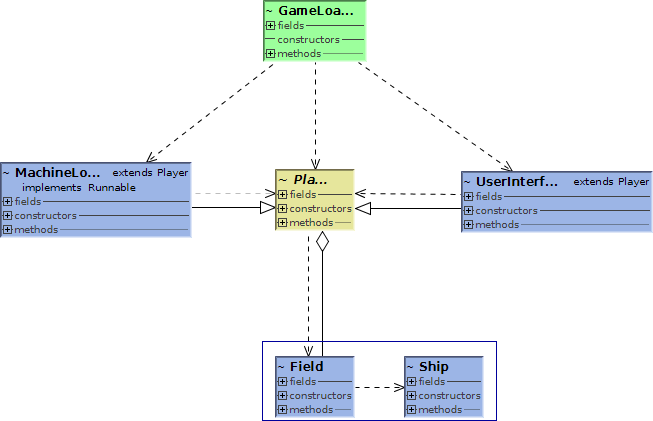 ~ GameLoa...
fields
constructors
methods
~ MachineLo... extends Player
implements Runnable
fields
constructors
methods
~ Pla...
fields
constructors
methods
~ UserInterf... extends Player
fields
constructors
methods
~ Field
fields
constructors
methods
~ Ship
fields
constructors
methods